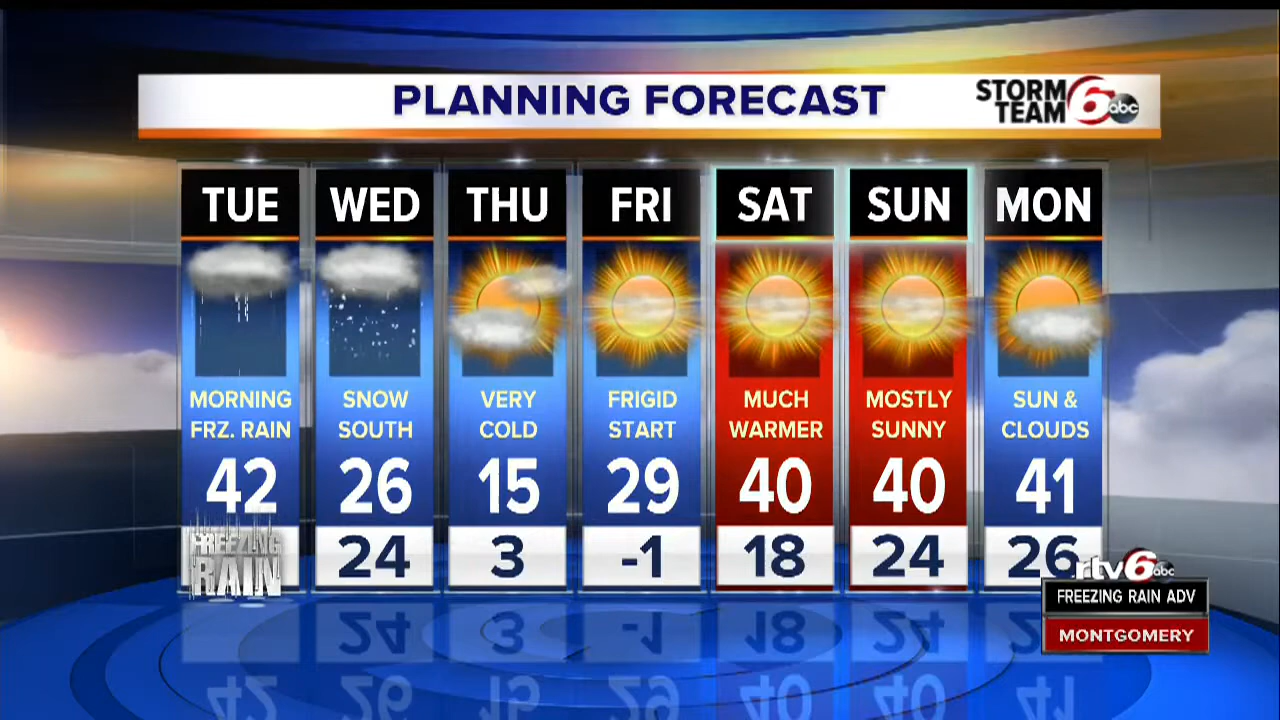 PLANNING FORECAST
STORM
TEAM 6 abc
TUE WED THU FRI SAT SUN MON
MORNING
FRZ. RAIN
SNOW
SOUTH
VERY
COLD
FRIGID
START
MUCH
WARMER
MOSTLY
SUNNY
SUN &
CLOUDS
42 26 15 29 40 40 41
FREEZING
RAIN
24 3 -1 18 24 26
rtv6 abc
FREEZING RAIN ADV
MONTGOMERY